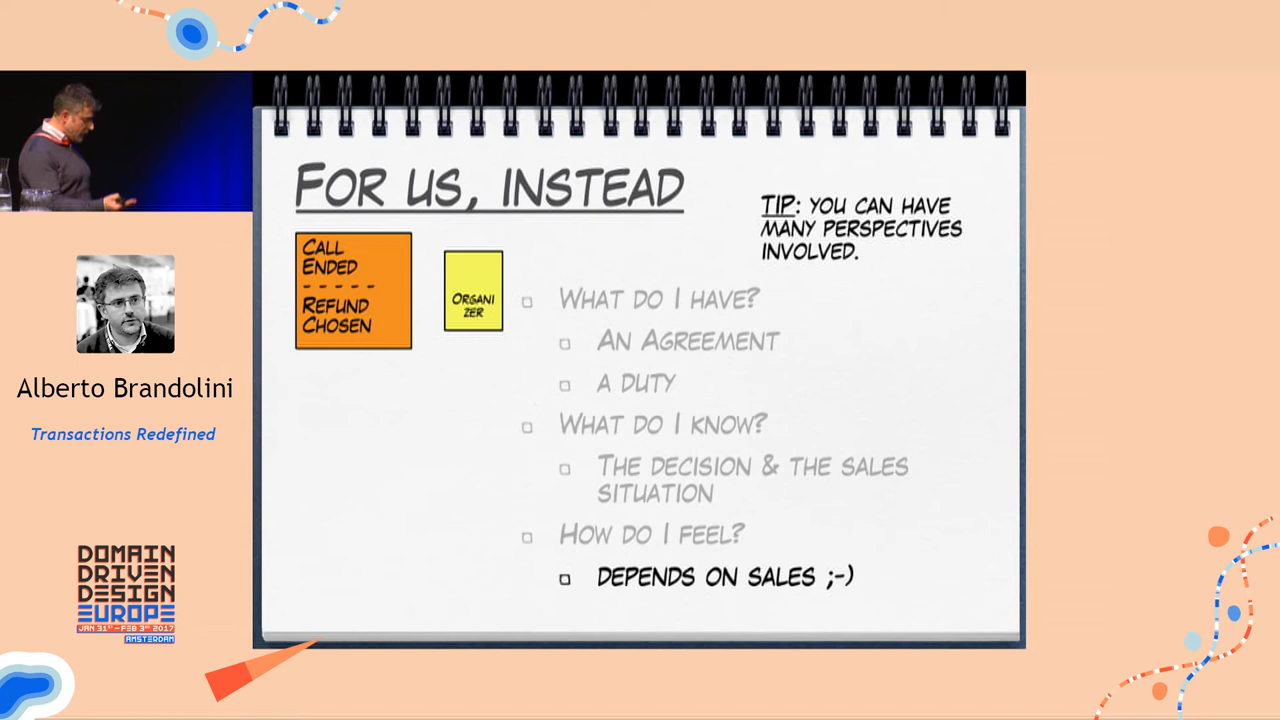 FOR US, INSTEAD
TIP: YOU CAN HAVE
MANY PERSPECTIVES
INVOLVED.
CALL
ENDED
- - - - - -
REFUND
CHOSEN
ORGANI
ZER
WHAT DO I HAVE?
AN AGREEMENT
A DUTY
WHAT DO I KNOW?
THE DECISION & THE SALES
SITUATION
HOW DO I FEEL?
DEPENDS ON SALES ;-)
Alberto Brandolini
Transactions Redefined
DOMAIN
DRIVEN
DESIGN
EUROPE
JAN 31ST-FEB 3RD 2017
AMSTERDAM